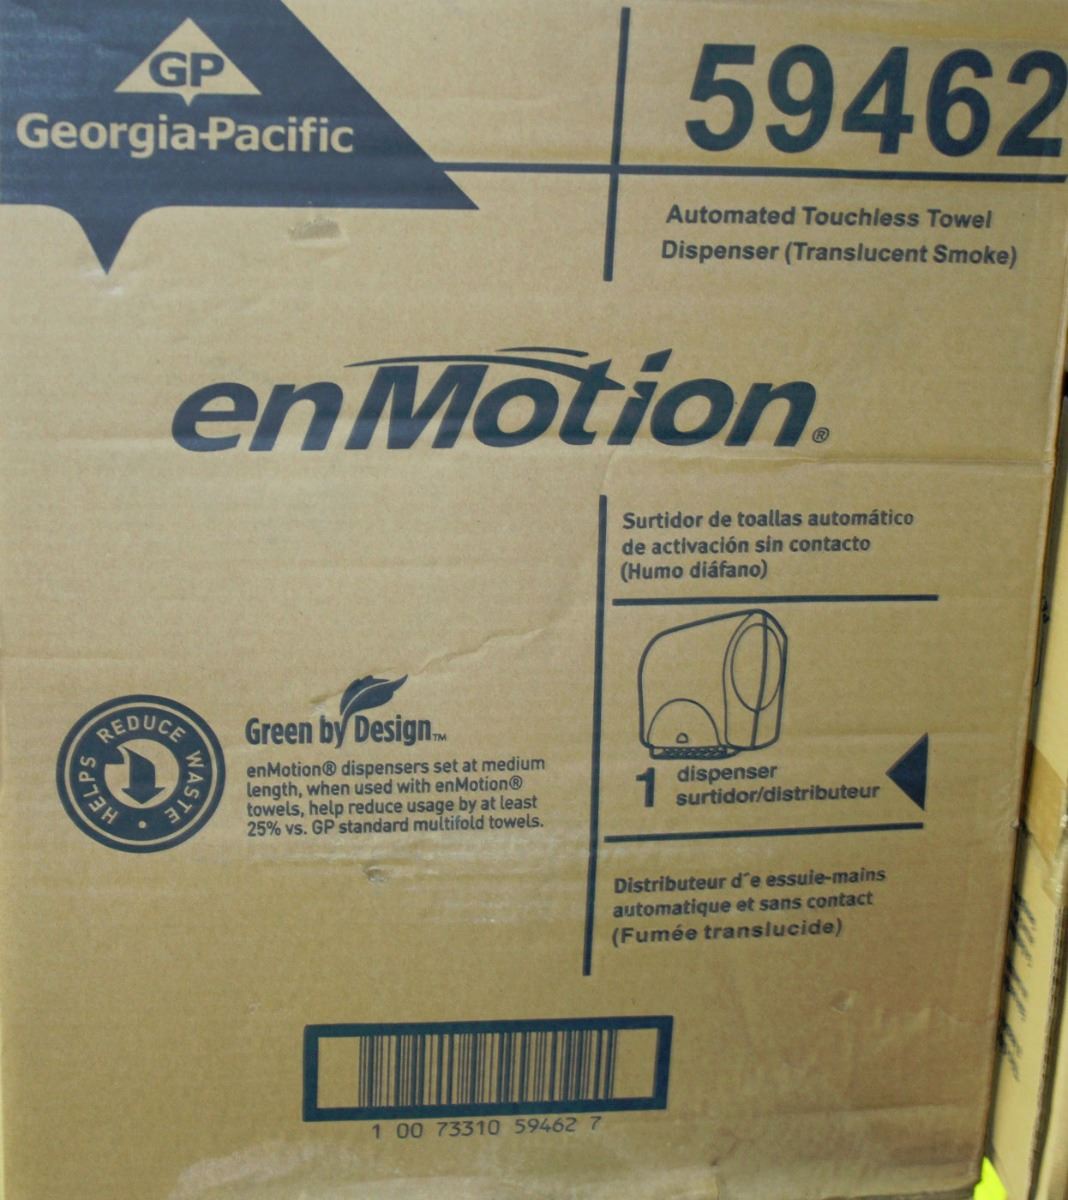 GP
Georgia-Pacific
59462
Automated Touchless Towel
Dispenser (Translucent Smoke)
enMotion®
Surtidor de toallas automático
de activación sin contacto
(Humo diáfano)
HELPS REDUCE WASTE
Green by Design™
enMotion® dispensers set at medium
length, when used with enMotion®
towels, help reduce usage by at least
25% vs. GP standard multifold towels.
1 dispenser
surtidor/distributeur
Distributeur d´e essuie-mains
automatique et sans contact
(Fumée translucide)
1 00 73310 59462 7